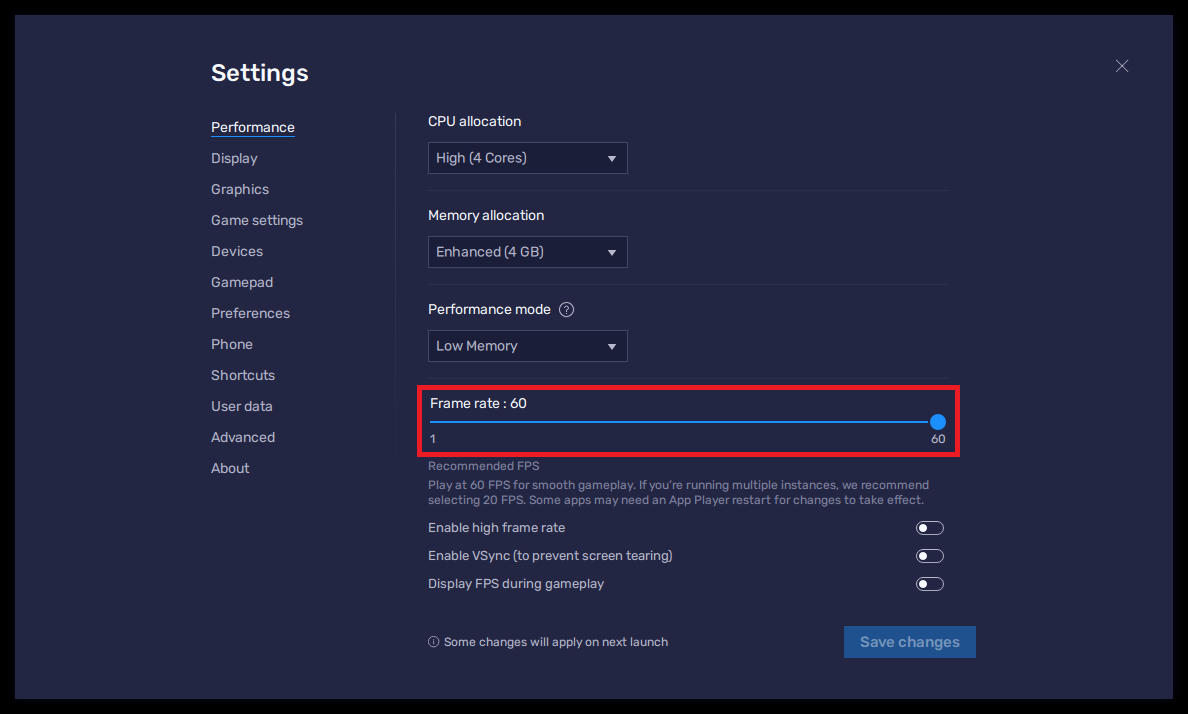 Settings
Performance
Display
Graphics
Game settings
Devices
Gamepad
Preferences
Phone
Shortcuts
User data
Advanced
About
CPU allocation
High (4 Cores)
Memory allocation
Enhanced (4 GB)
Performance mode ?
Low Memory
Frame rate : 60
1 60
Recommended FPS
Play at 60 FPS for smooth gameplay. If you're running multiple instances, we recommend
selecting 20 FPS. Some apps may need an App Player restart for changes to take effect.
Enable high frame rate
Enable VSync (to prevent screen tearing)
Display FPS during gameplay
Some changes will apply on next launch
Save changes